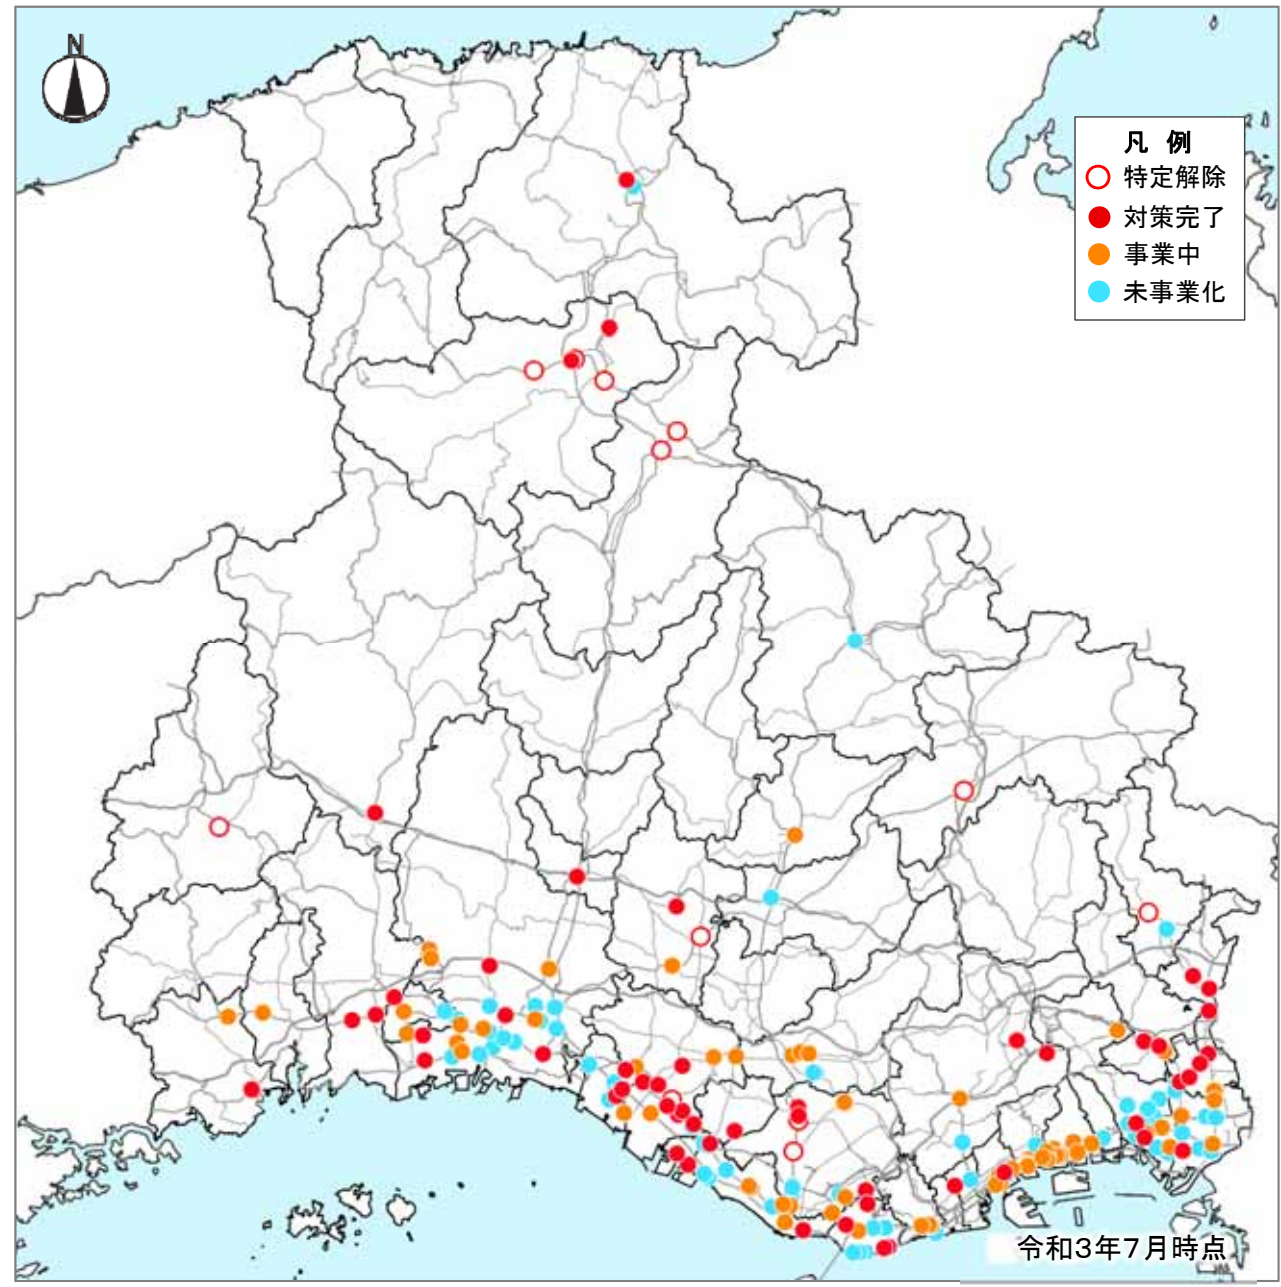 N
凡 例
特定解除
対策完了
事業中
未事業化
令和3年7月時点